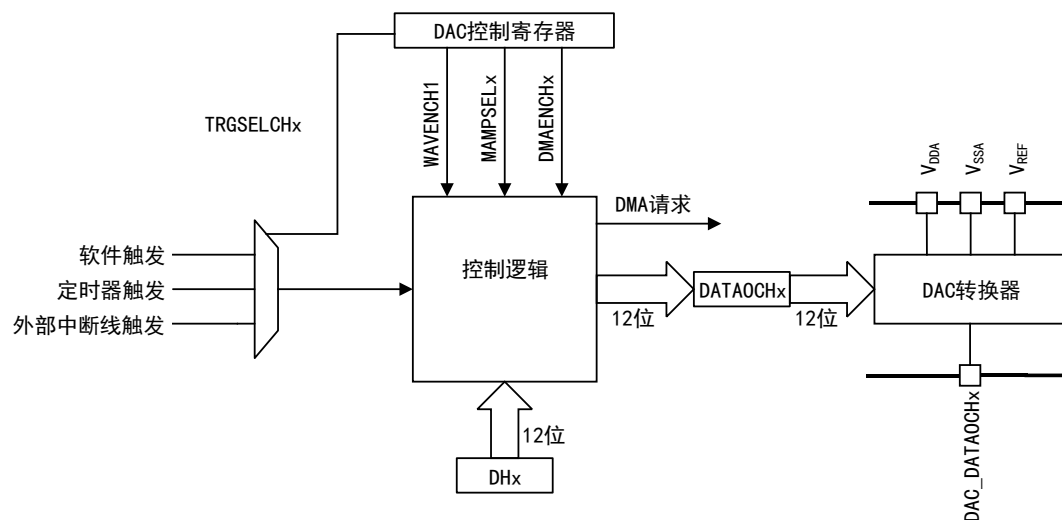 DAC控制寄存器
TRGSELCHx
WAVENCH1
MAMPSELx
DMAENCHx
VDDA
VSSA
VREF
DMA请求
软件触发
定时器触发
外部中断线触发
控制逻辑
DATAOCHx
DAC转换器
12位
12位
12位
DHx
DAC_DATAOCHx